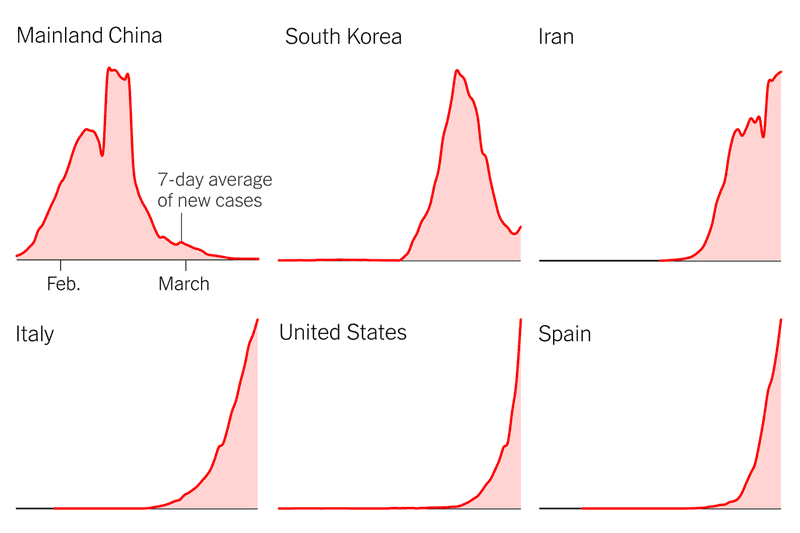 Mainland China
South Korea
Iran
7-day average
of new cases
Feb.
March
Italy
United States
Spain